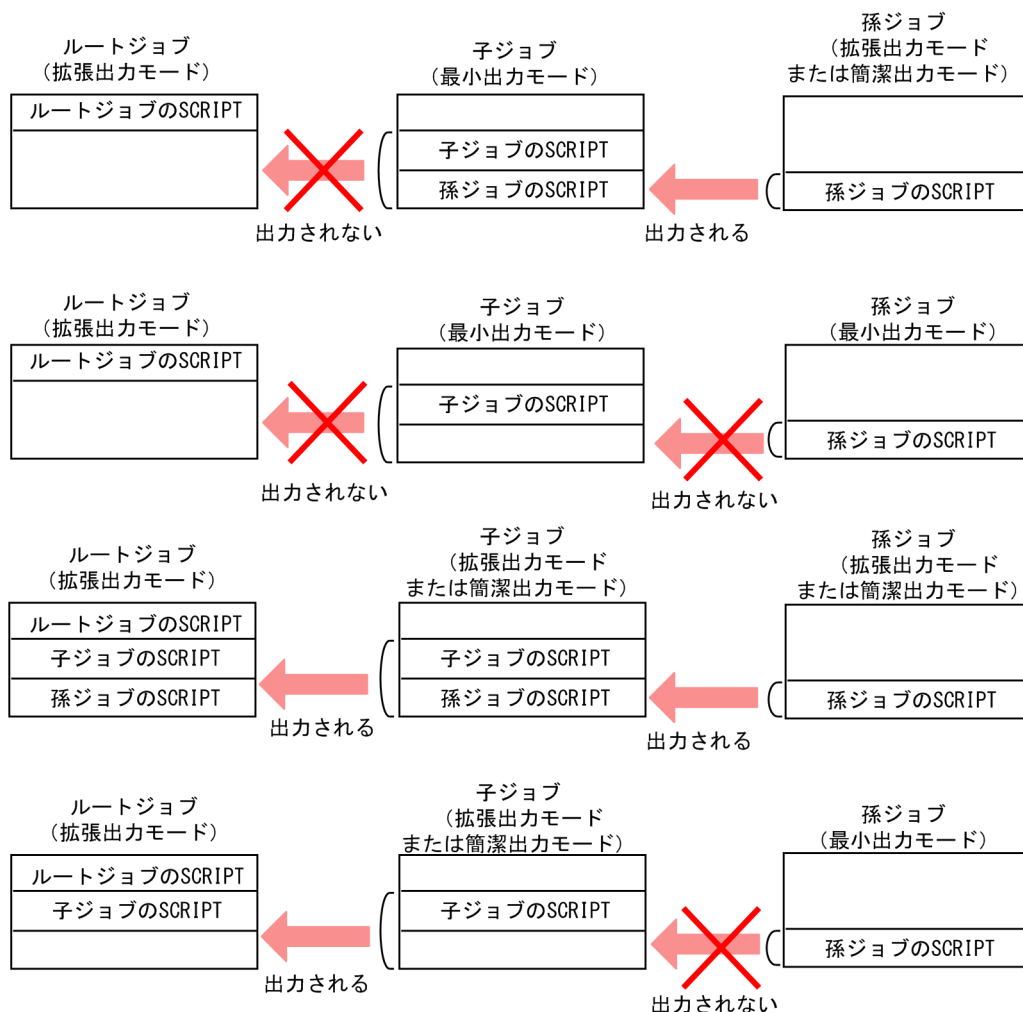 ルートジョブ
(拡張出力モード)
ルートジョブのSCRIPT
出力されない
子ジョブ
(最小出力モード)
子ジョブのSCRIPT
孫ジョブのSCRIPT
出力される
孫ジョブ
(拡張出力モード
または簡潔出力モード)
孫ジョブのSCRIPT
ルートジョブ
(拡張出力モード)
ルートジョブのSCRIPT
出力されない
子ジョブ
(最小出力モード)
子ジョブのSCRIPT
出力されない
孫ジョブ
(最小出力モード)
孫ジョブのSCRIPT
ルートジョブ
(拡張出力モード)
ルートジョブのSCRIPT
子ジョブのSCRIPT
孫ジョブのSCRIPT
出力される
子ジョブ
(拡張出力モード
または簡潔出力モード)
子ジョブのSCRIPT
孫ジョブのSCRIPT
出力される
孫ジョブ
(拡張出力モード
または簡潔出力モード)
孫ジョブのSCRIPT
ルートジョブ
(拡張出力モード)
ルートジョブのSCRIPT
子ジョブのSCRIPT
出力される
子ジョブ
(拡張出力モード
または簡潔出力モード)
子ジョブのSCRIPT
出力されない
孫ジョブ
(最小出力モード)
孫ジョブのSCRIPT